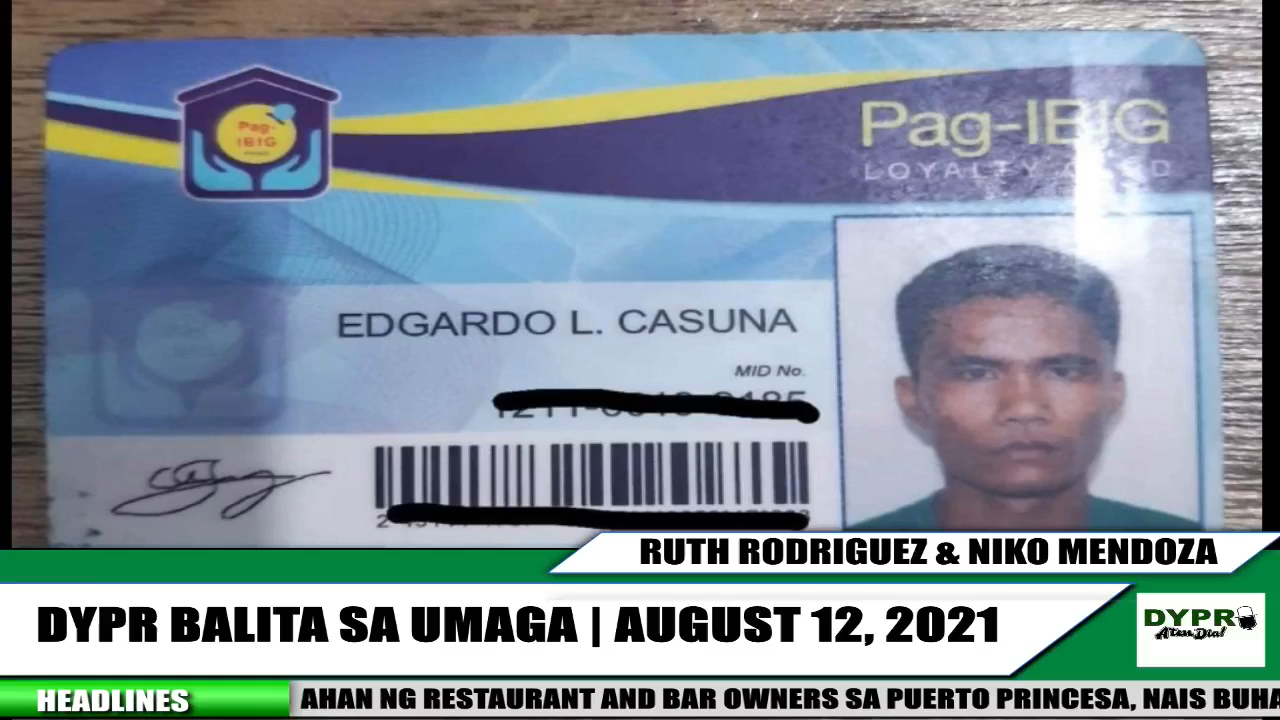 Pag-IBIG
Pag-IBIG
LOYALTY
EDGARDO L. CASUNA
MID No.
RUTH RODRIGUEZ & NIKO MENDOZA
DYPR BALITA SA UMAGA | AUGUST 12, 2021
DYPR
HEADLINES
AHAN NG RESTAURANT AND BAR OWNERS SA PUERTO PRINCESA, NAIS BUHA